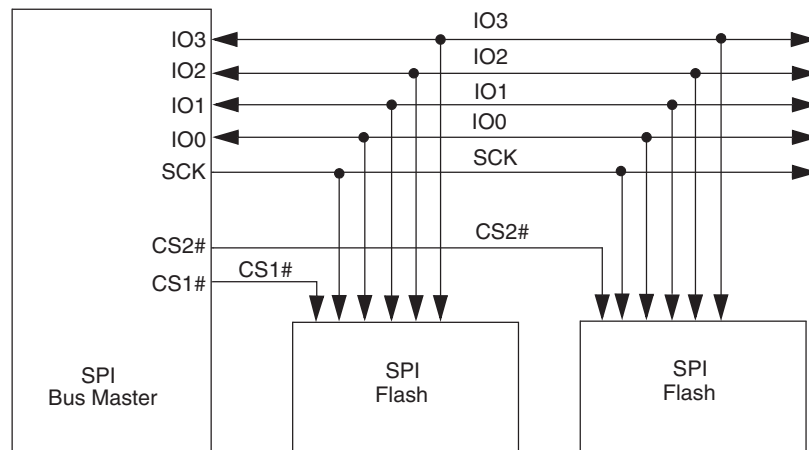 IO3
IO3
IO2
IO2
IO1
IO1
IO0
IO0
SCK
SCK
CS2#
CS2#
CS1#
CS1#
SPI
Bus Master
SPI
Flash
SPI
Flash